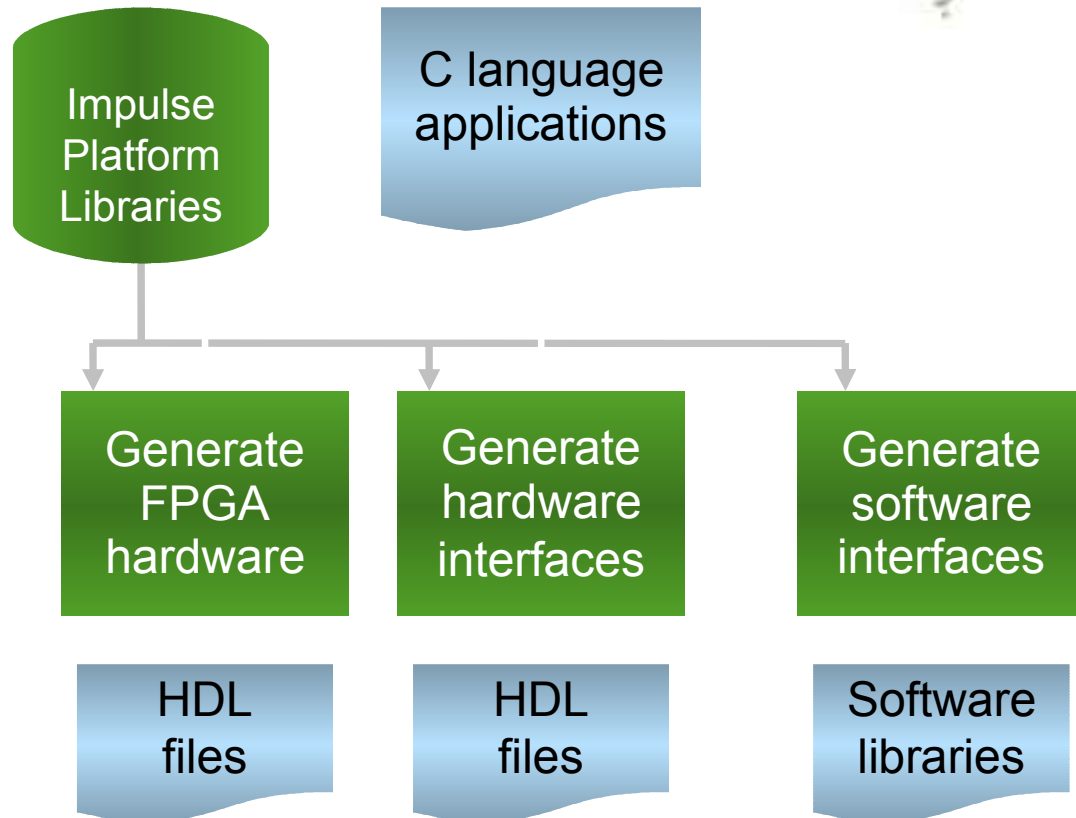 Impulse
Platform
Libraries
C language
applications
Generate
FPGA
hardware
Generate
hardware
interfaces
Generate
software
interfaces
HDL
files
HDL
files
Software
libraries